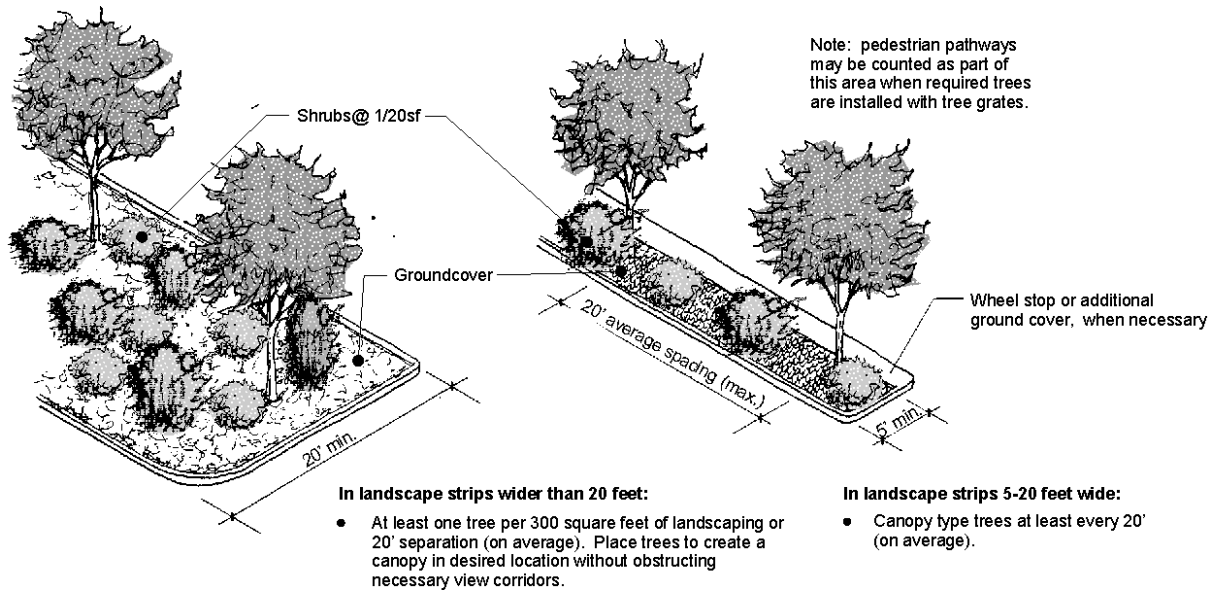 Note: pedestrian pathways
may be counted as part of
this area when required trees
are installed with tree grates.
Shrubs@ 1/20sf
Groundcover
Wheel stop or additional
ground cover, when necessary
20' average spacing (max.)
5' min.
20' min.
In landscape strips wider than 20 feet:
● At least one tree per 300 square feet of landscaping or
20' separation (on average). Place trees to create a
canopy in desired location without obstructing
necessary view corridors.
In landscape strips 5-20 feet wide:
● Canopy type trees at least every 20'
(on average).